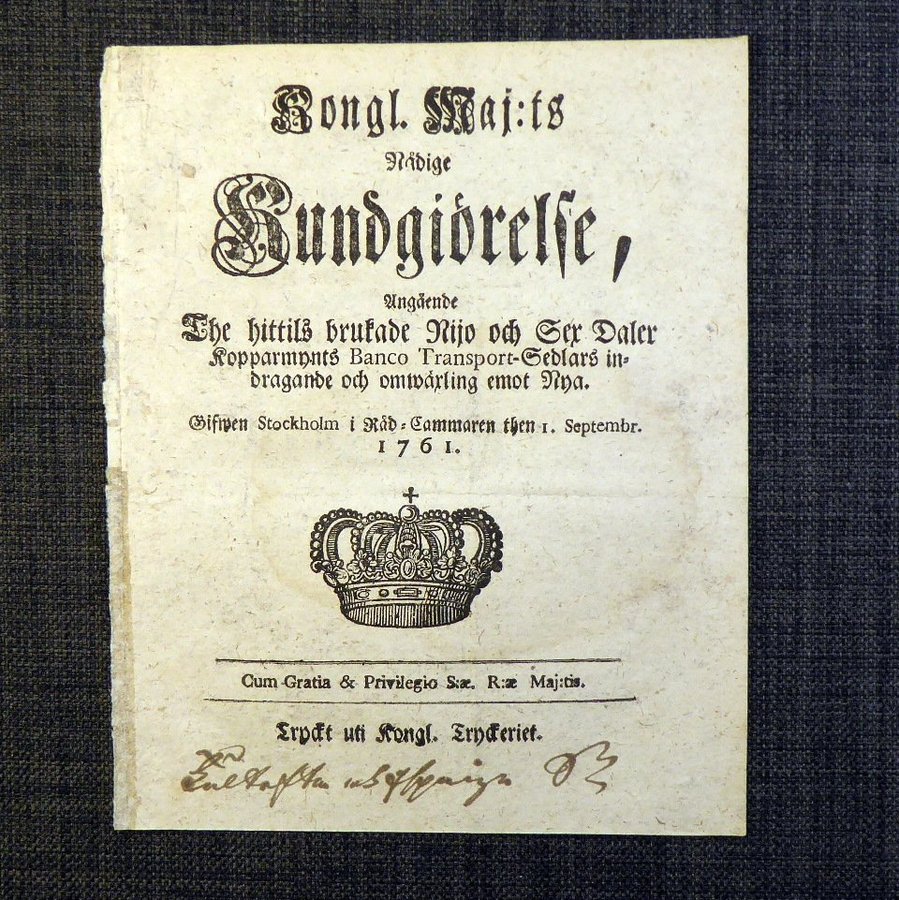 Kongl. Maj:ts
Nådige
Kundgiörelse,
Angående
The hittils brukade Nijo och Sex Daler
Kopparmynts Banco Transport-Sedlars in-
dragande och omwäxling emot Nya.
Gifwen Stockholm i Råd-Cammaren then 1. Septembr.
1761.
Cum Gratia & Privilegio S:æ. R:æ Maj:tis.
Tryckt uti Kongl. Tryckeriet.